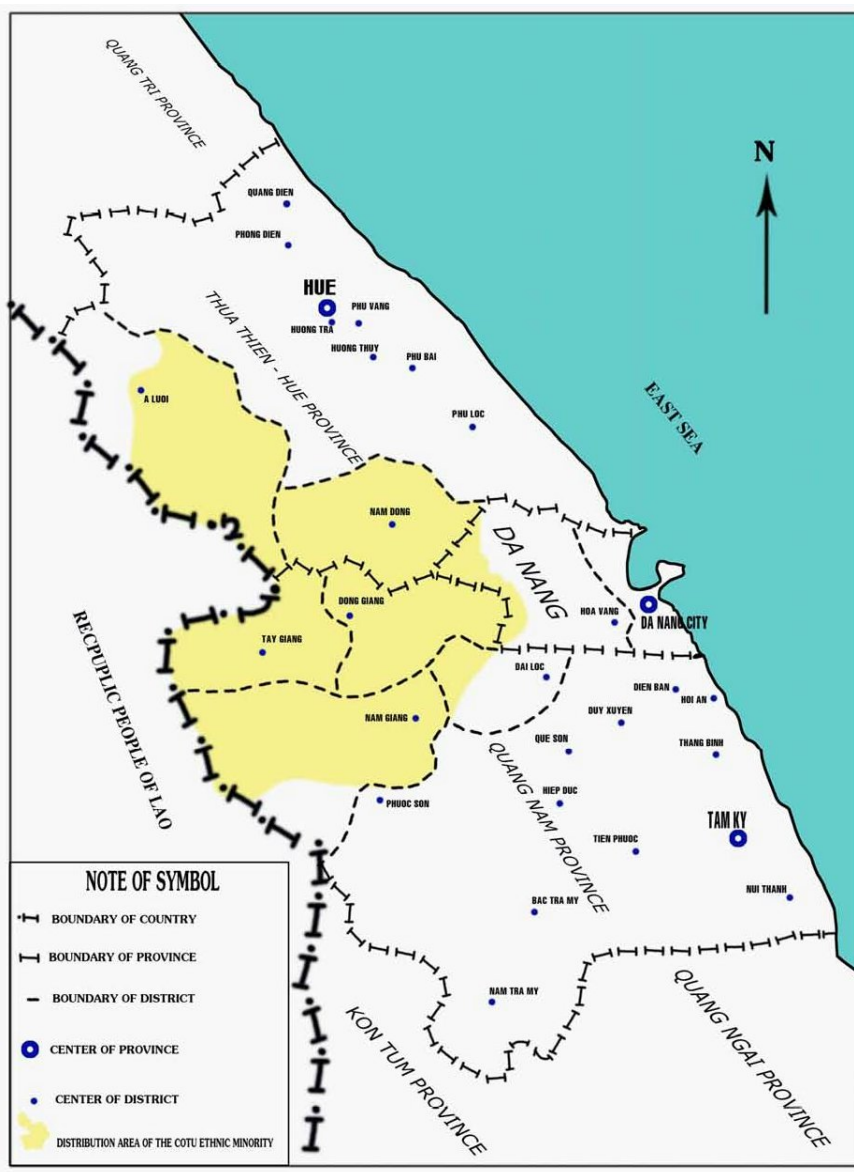 QUANG TRI PROVINCE
N
QUANG DIEN
PHONG DIEN
HUE
PHU VANG
HUONG TRA
HUONG THUY
PHU BAI
THUA THIEN - HUE PROVINCE
A LUOI
PHU LOC
EAST SEA
NAM DONG
DA NANG
DONG GIANG
HOA VANG
DA NANG CITY
TAY GIANG
DAI LOC
DIEN BAN
HOI AN
RECPUPLIC PEOPLE OF LAO
NAM GIANG
DUY XUYEN
QUE SON
THANG BINH
QUANG NAM PROVINCE
PHUOC SON
HIEP DUC
TAM KY
TIEN PHUOC
NUI THANH
BAC TRA MY
NAM TRA MY
KON TUM PROVINCE
QUANG NGAI PROVINCE
NOTE OF SYMBOL
BOUNDARY OF COUNTRY
BOUNDARY OF PROVINCE
BOUNDARY OF DISTRICT
CENTER OF PROVINCE
CENTER OF DISTRICT
DISTRIBUTION AREA OF THE COTU ETHNIC MINORITY